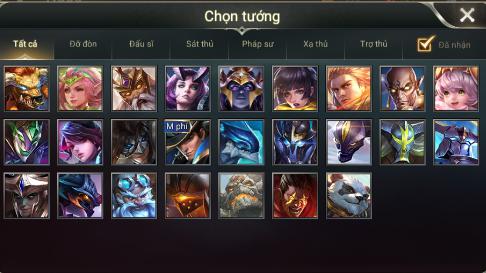 Chọn tướng
Tất cả Đỡ đòn Đấu sĩ Sát thủ Pháp sư Xạ thủ Trợ thủ Đã nhận
M phí